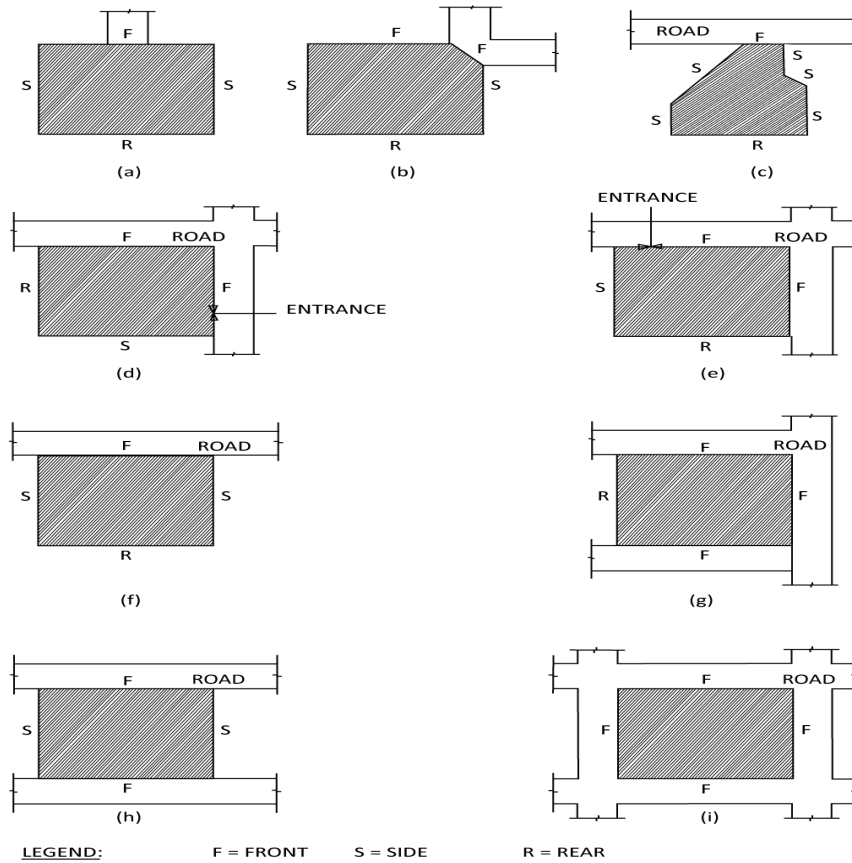 F
S S
R
(a)
F
F
S S
R
(b)
ROAD F
S S
S S
S
R
(c)
F ROAD
R F
ENTRANCE
S
(d)
ENTRANCE
F ROAD
S F
R
(e)
F ROAD
S S
R
(f)
F ROAD
R F
F
(g)
F ROAD
S S
F
(h)
F ROAD
F F
F
(i)
LEGEND: F = FRONT S = SIDE R = REAR